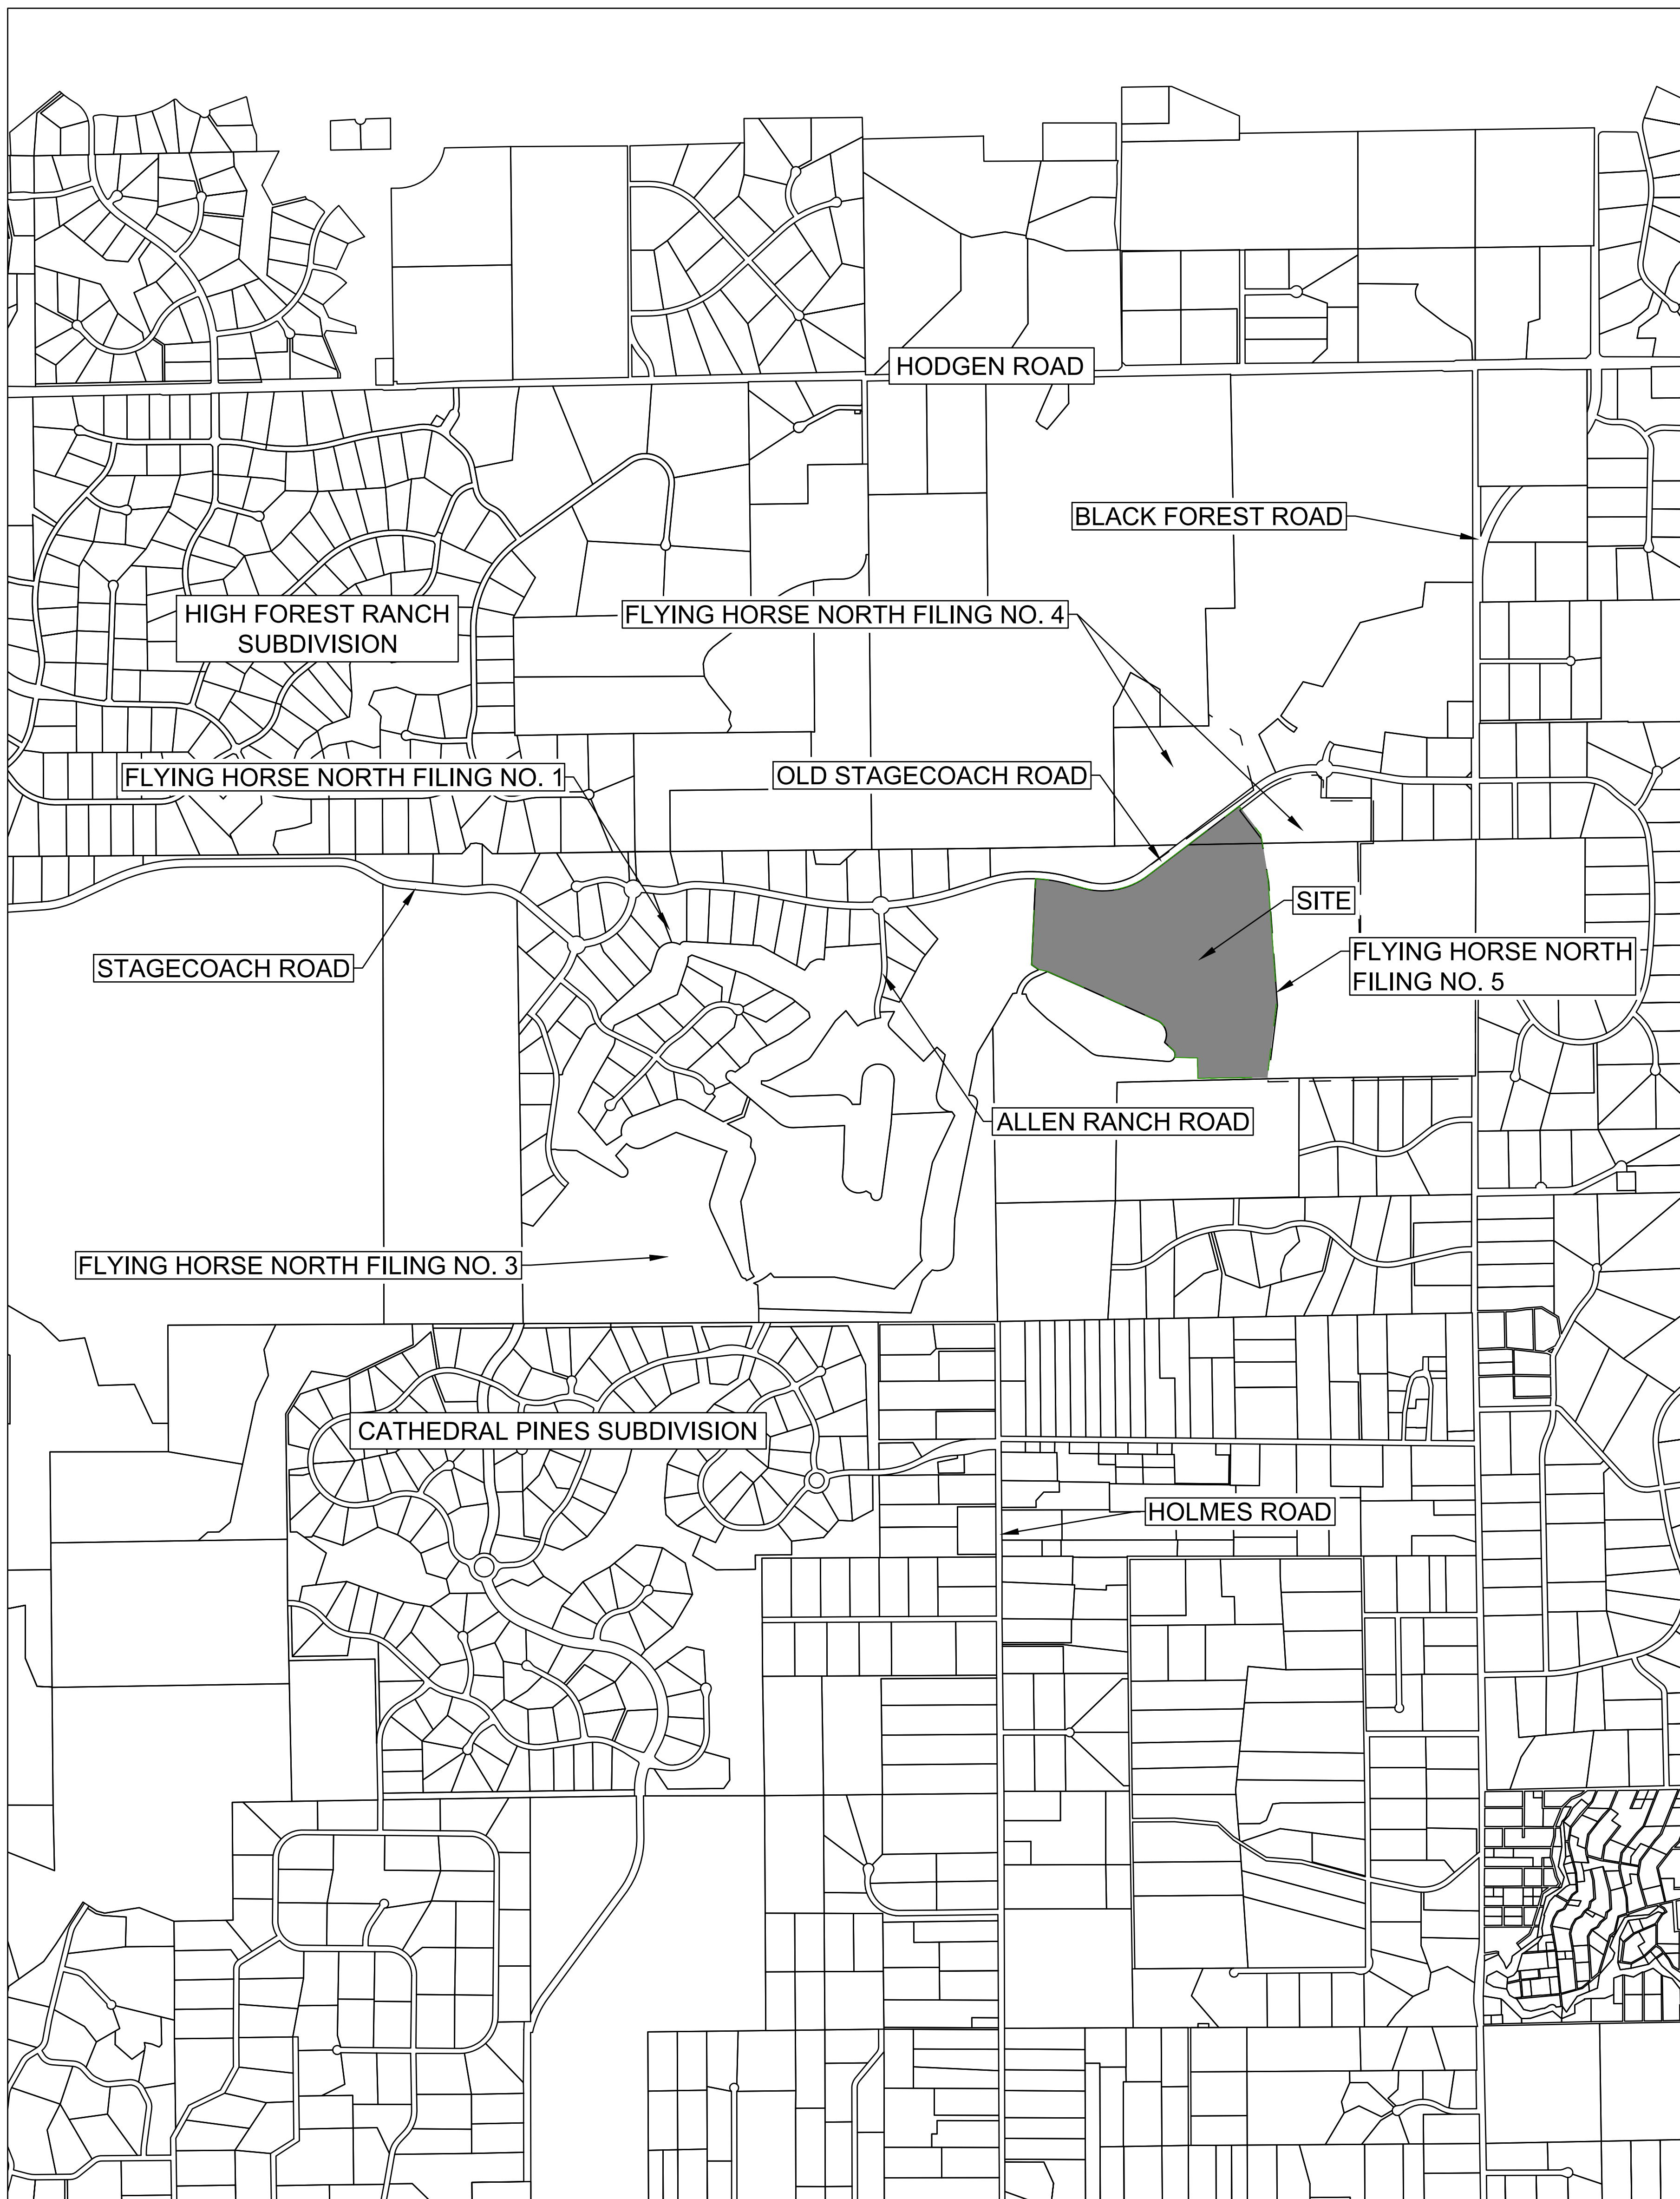 HODGEN ROAD
BLACK FOREST ROAD
HIGH FOREST RANCH
SUBDIVISION
FLYING HORSE NORTH FILING NO. 4
FLYING HORSE NORTH FILING NO. 1
OLD STAGECOACH ROAD
SITE
STAGECOACH ROAD
FLYING HORSE NORTH
FILING NO. 5
ALLEN RANCH ROAD
FLYING HORSE NORTH FILING NO. 3
CATHEDRAL PINES SUBDIVISION
HOLMES ROAD